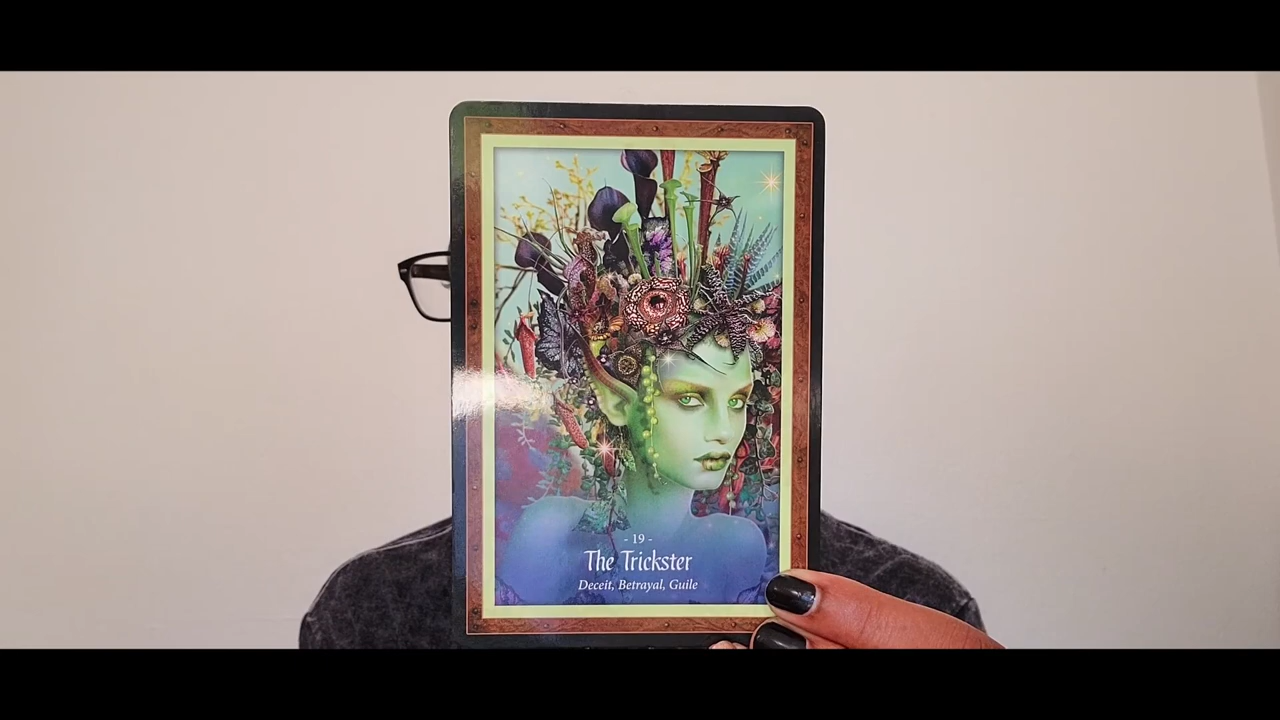 - 19 -
The Trickster
Deceit, Betrayal, Guile